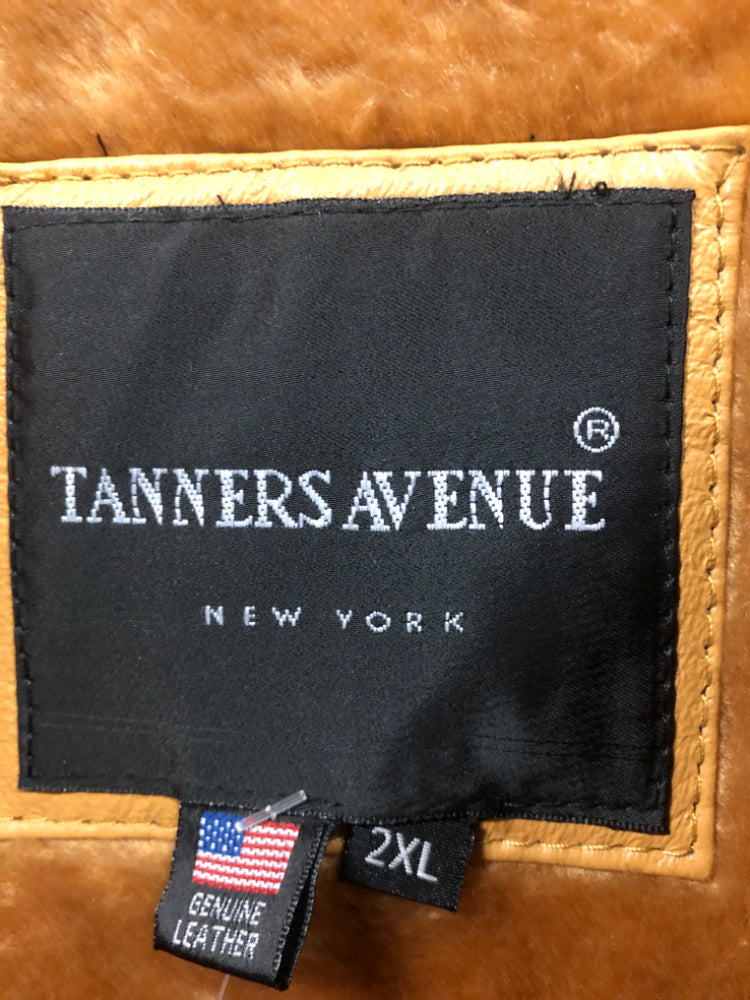 ®
TANNERS AVENUE
NEW YORK
GENUINE
LEATHER
2XL